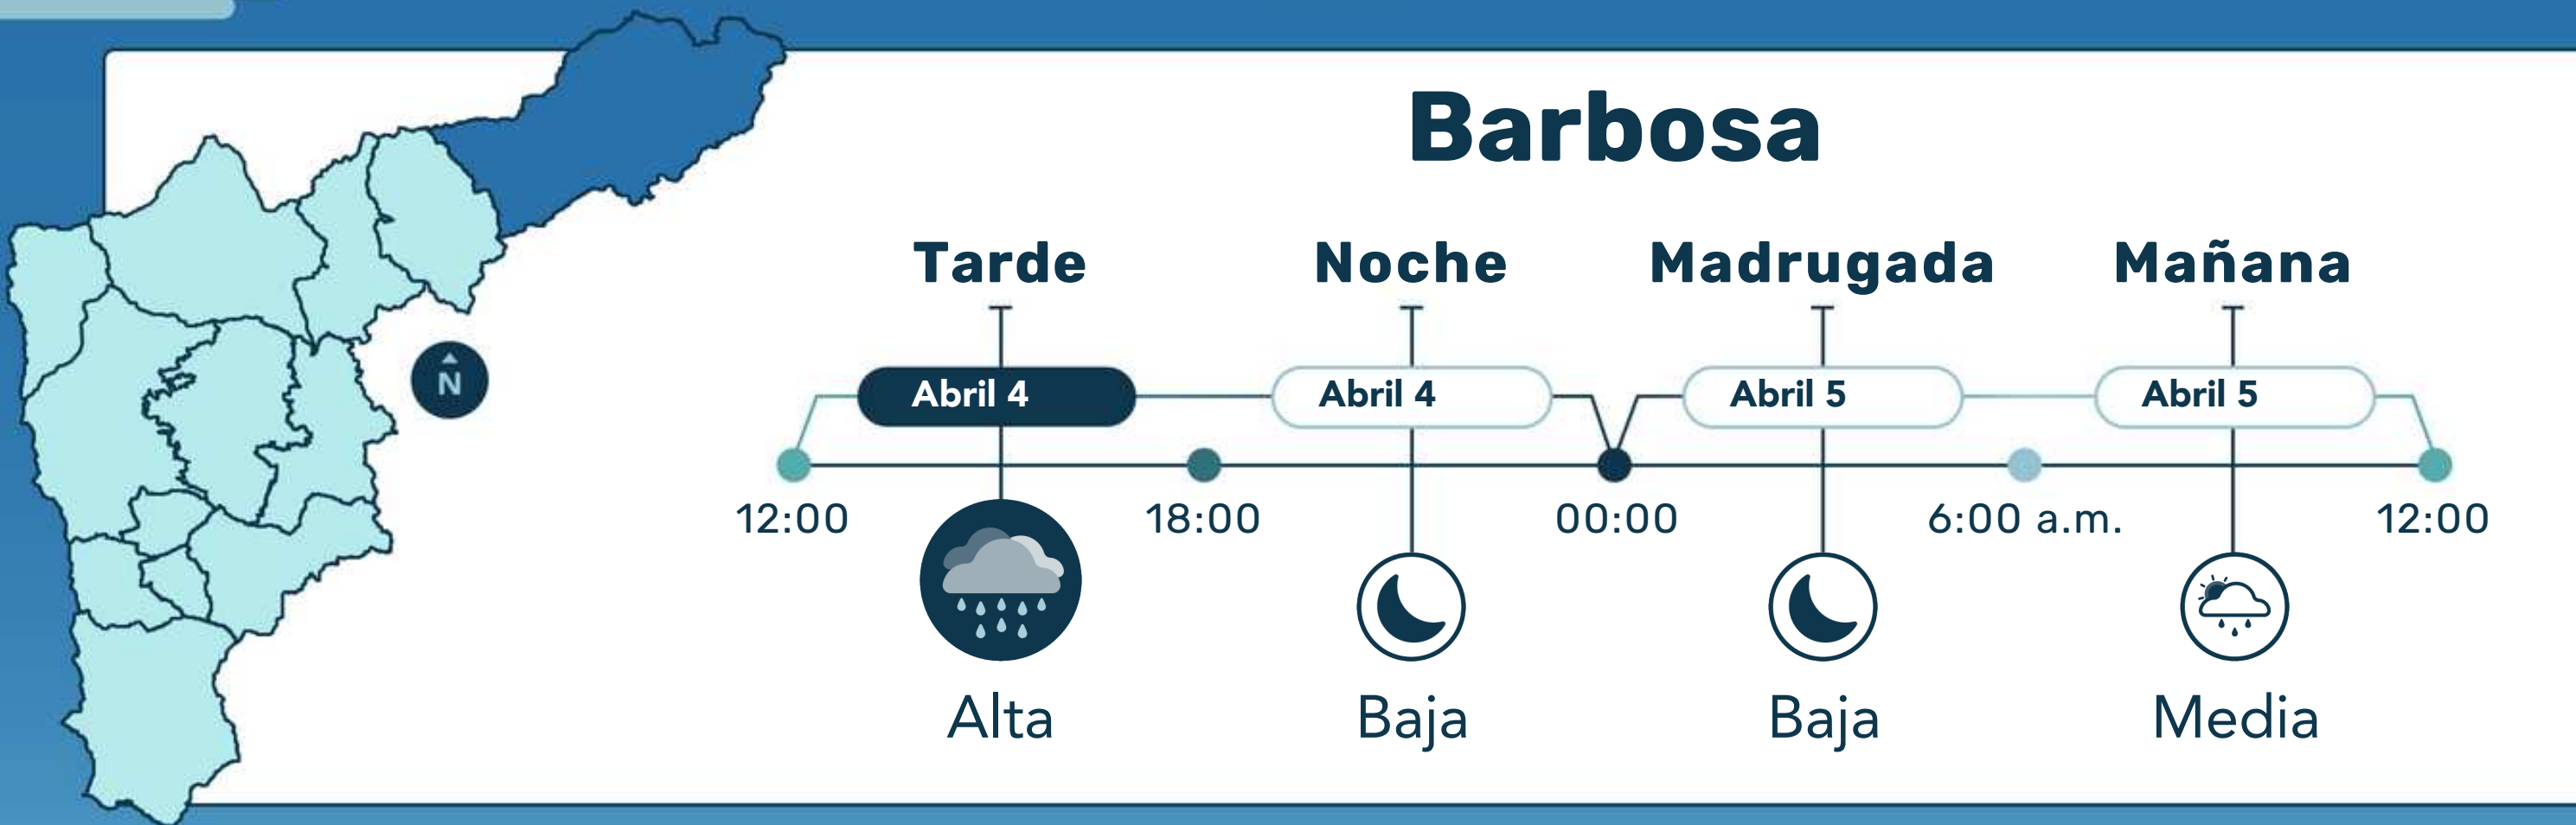 Barbosa
Tarde Noche Madrugada Mañana
N
Abril 4 Abril 4 Abril 5 Abril 5
12:00 18:00 00:00 6:00 a.m. 12:00
Alta Baja Baja Media